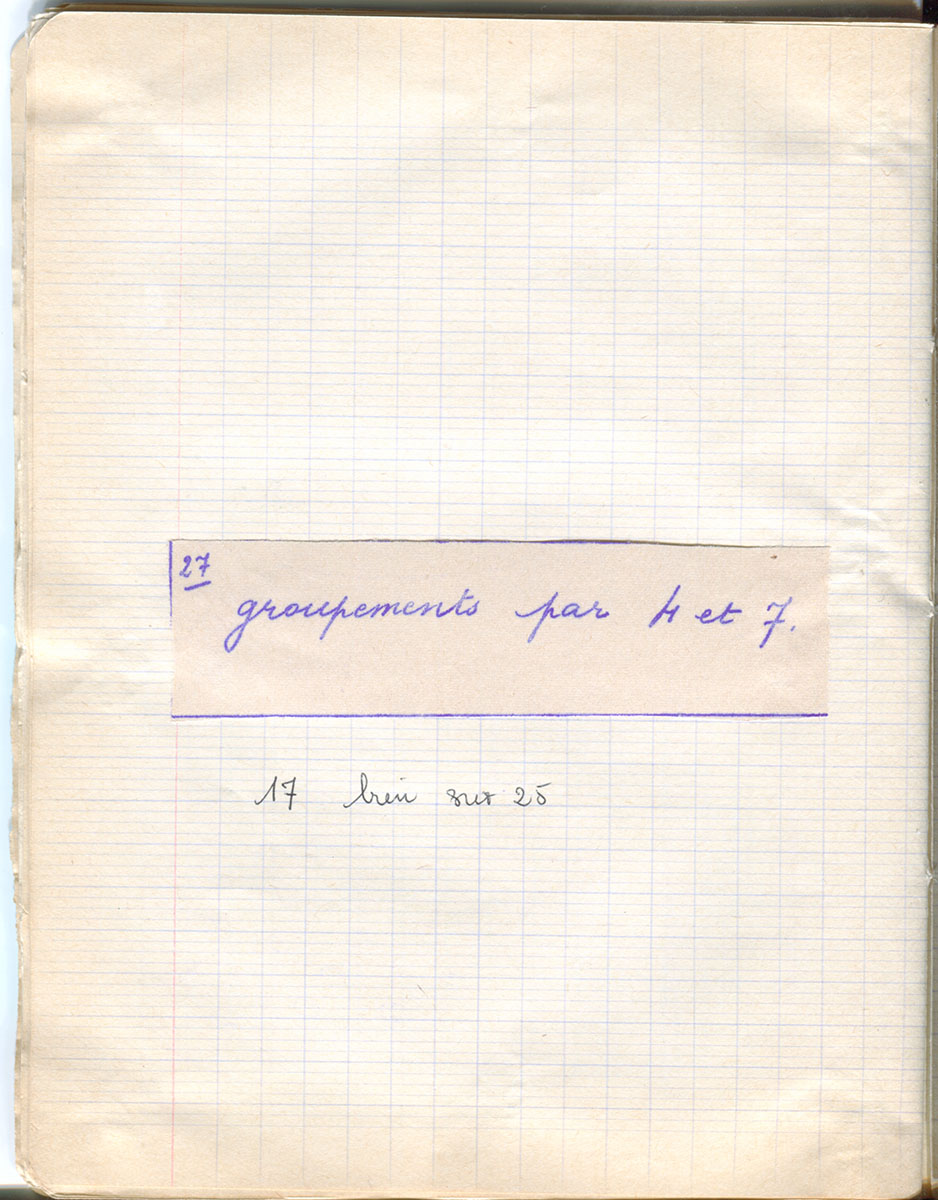 27
groupements par 4 et 7.
17 bien sur 25